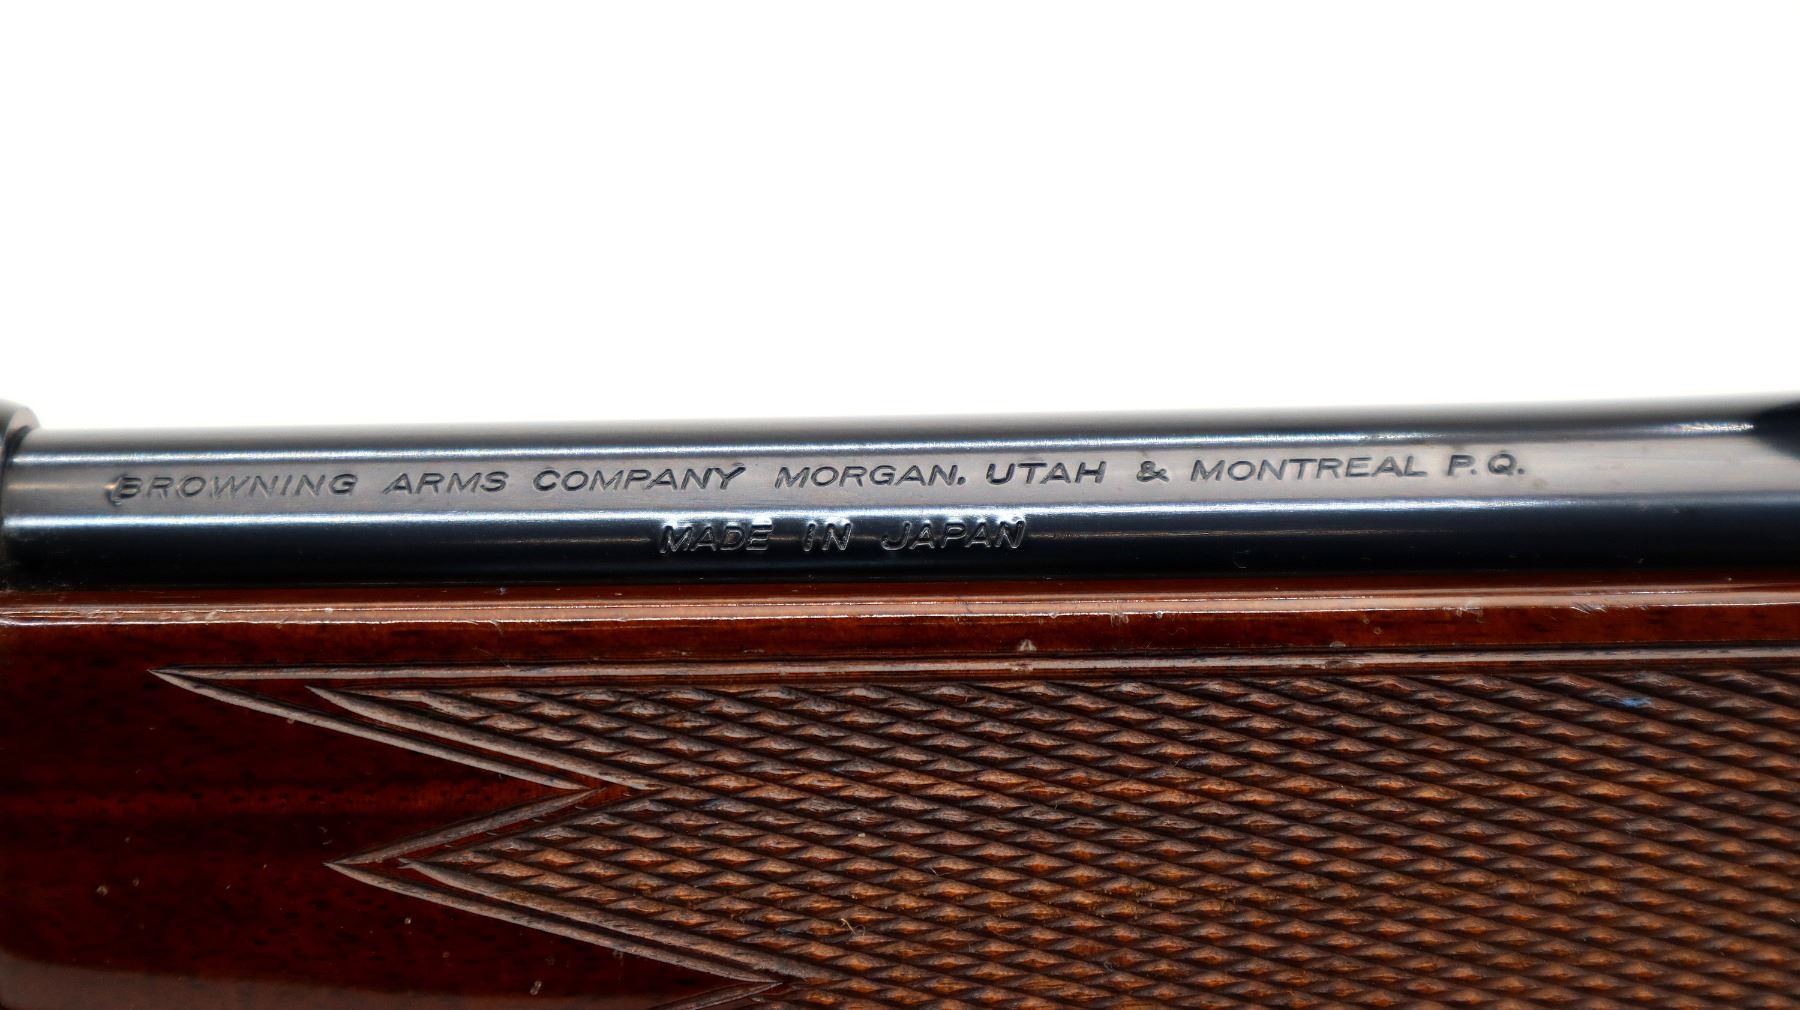 BROWNING ARMS COMPANY MORGAN, UTAH & MONTREAL P.Q.
MADE IN JAPAN